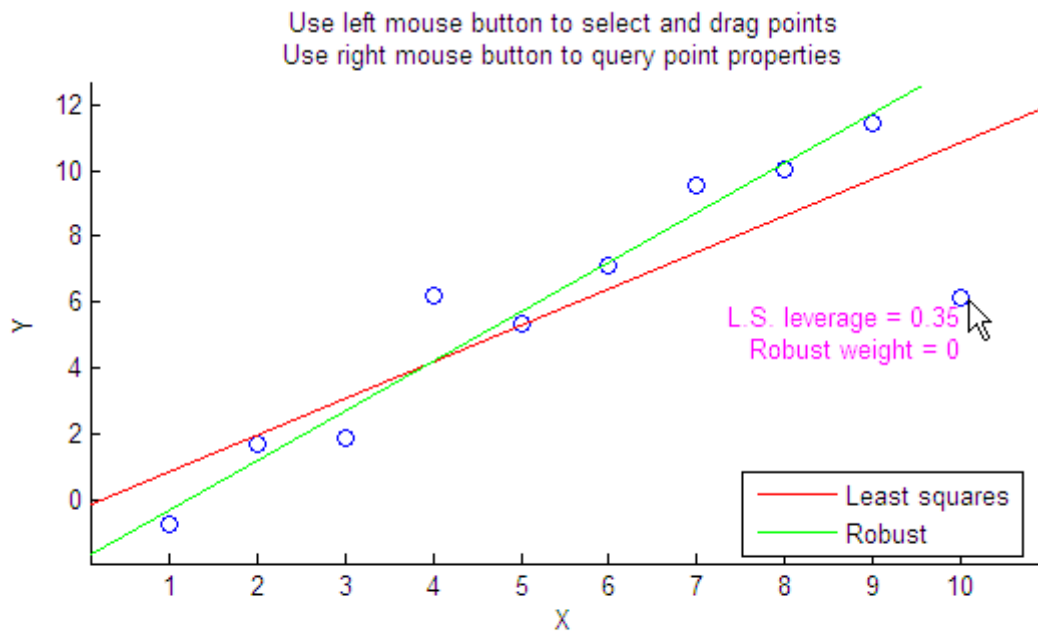 Use left mouse button to select and drag points
Use right mouse button to query point properties
12
10
8
6
4
2
0
Y
L.S. leverage = 0.35
Robust weight = 0
Least squares
Robust
1 2 3 4 5 6 7 8 9 10
X